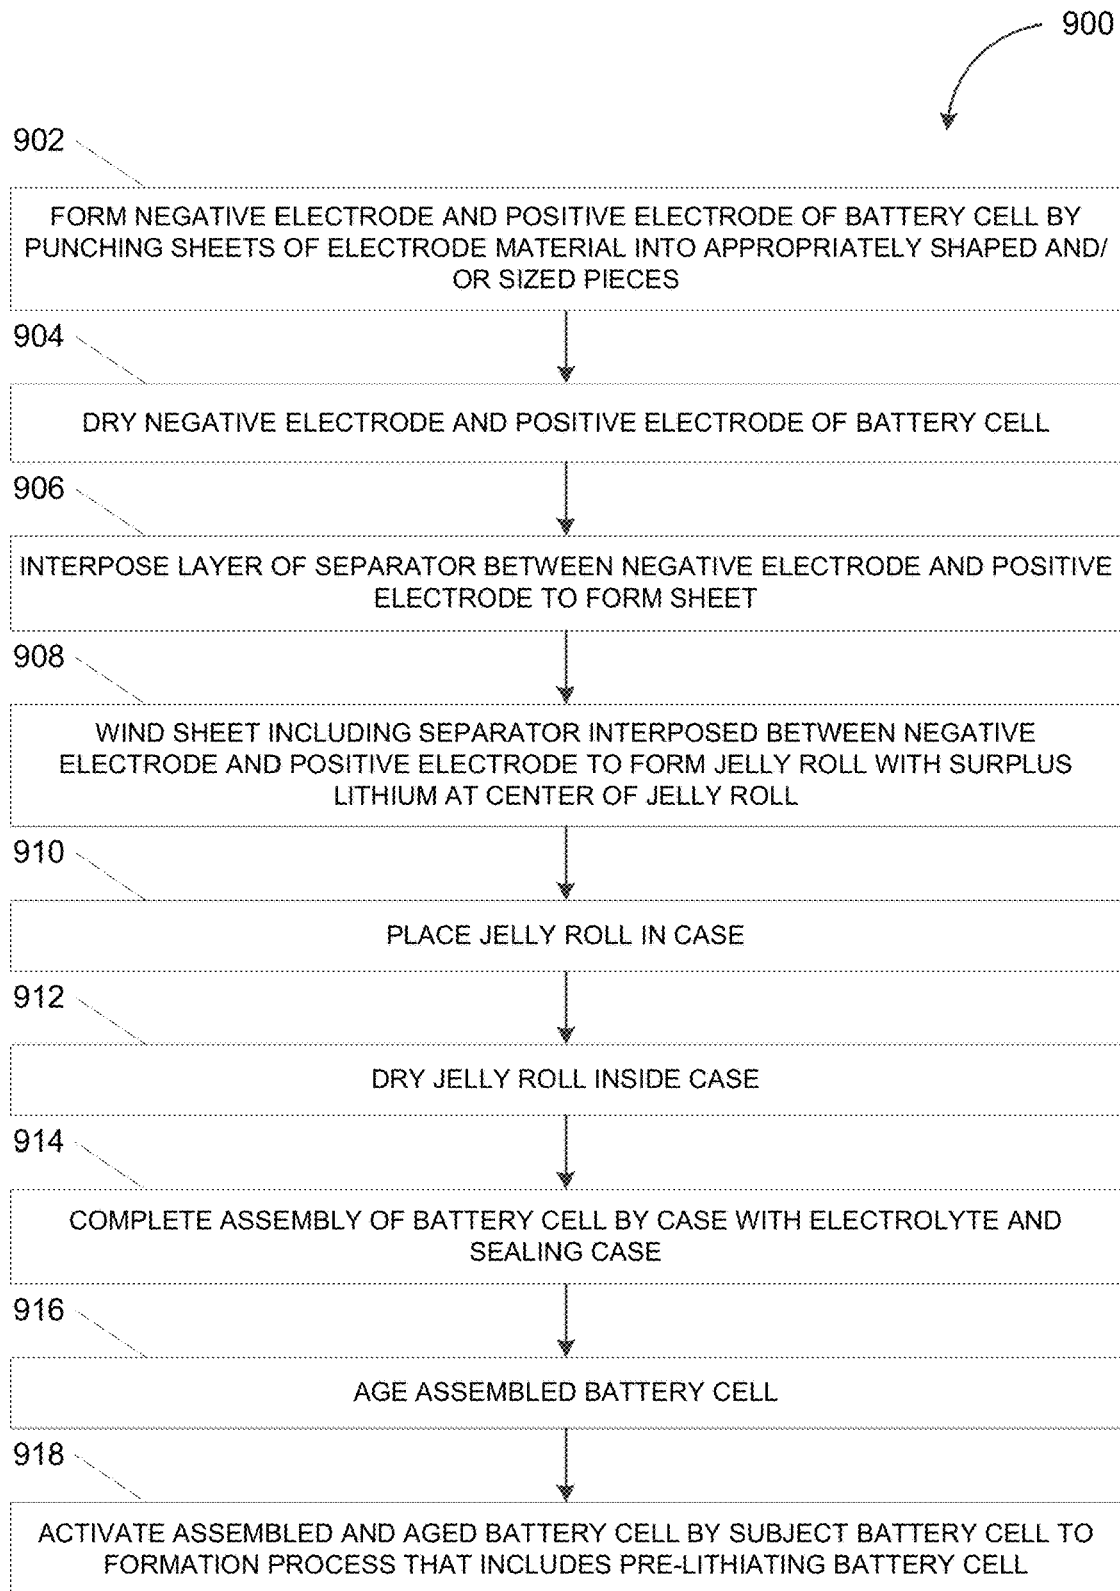 900
902
FORM NEGATIVE ELECTRODE AND POSITIVE ELECTRODE OF BATTERY CELL BY
PUNCHING SHEETS OF ELECTRODE MATERIAL INTO APPROPRIATELY SHAPED AND/
OR SIZED PIECES
904
DRY NEGATIVE ELECTRODE AND POSITIVE ELECTRODE OF BATTERY CELL
906
INTERPOSE LAYER OF SEPARATOR BETWEEN NEGATIVE ELECTRODE AND POSITIVE
ELECTRODE TO FORM SHEET
908
WIND SHEET INCLUDING SEPARATOR INTERPOSED BETWEEN NEGATIVE
ELECTRODE AND POSITIVE ELECTRODE TO FORM JELLY ROLL WITH SURPLUS
LITHIUM AT CENTER OF JELLY ROLL
910
PLACE JELLY ROLL IN CASE
912
DRY JELLY ROLL INSIDE CASE
914
COMPLETE ASSEMBLY OF BATTERY CELL BY CASE WITH ELECTROLYTE AND
SEALING CASE
916
AGE ASSEMBLED BATTERY CELL
918
ACTIVATE ASSEMBLED AND AGED BATTERY CELL BY SUBJECT BATTERY CELL TO
FORMATION PROCESS THAT INCLUDES PRE-LITHIATING BATTERY CELL